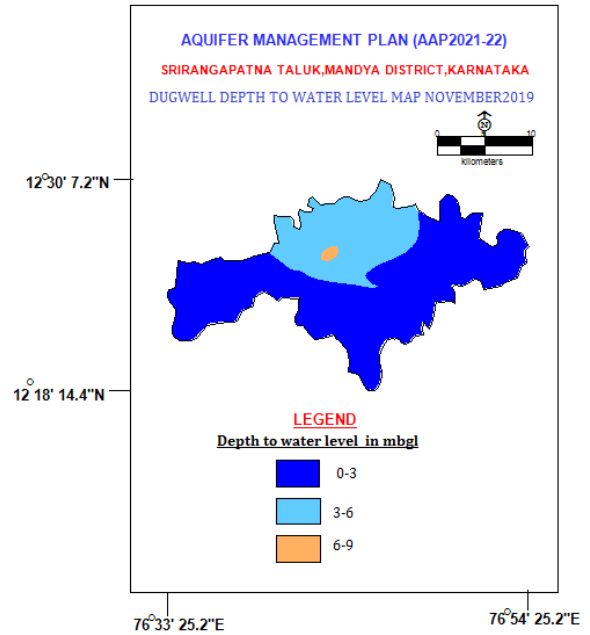 AQUIFER MANAGEMENT PLAN (AAP2021-22)
SRIRANGAPATNA TALUK,MANDYA DISTRICT,KARNATAKA
DUGWELL DEPTH TO WATER LEVEL MAP NOVEMBER2019
N
0 5 10
kilometers
12° 30' 7.2"N
12° 18' 14.4"N
LEGEND
Depth to water level in mbgl
0-3
3-6
6-9
76° 33' 25.2"E
76° 54' 25.2"E